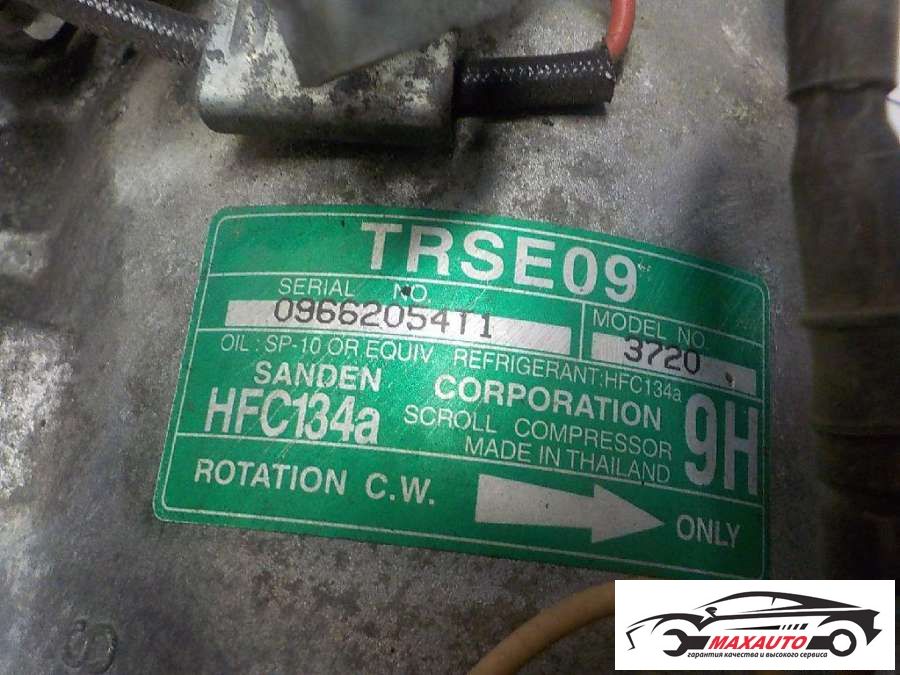 TRSE09
SERIAL NO.
0966205411
MODEL NO.
3720
OIL : SP-10 OR EQUIV. REFRIGERANT:HFC134a
SANDEN CORPORATION
HFC134a
SCROLL COMPRESSOR
MADE IN THAILAND
9H
ROTATION C.W.
ONLY
MAXAUTO
гарантия качества и высокого сервиса